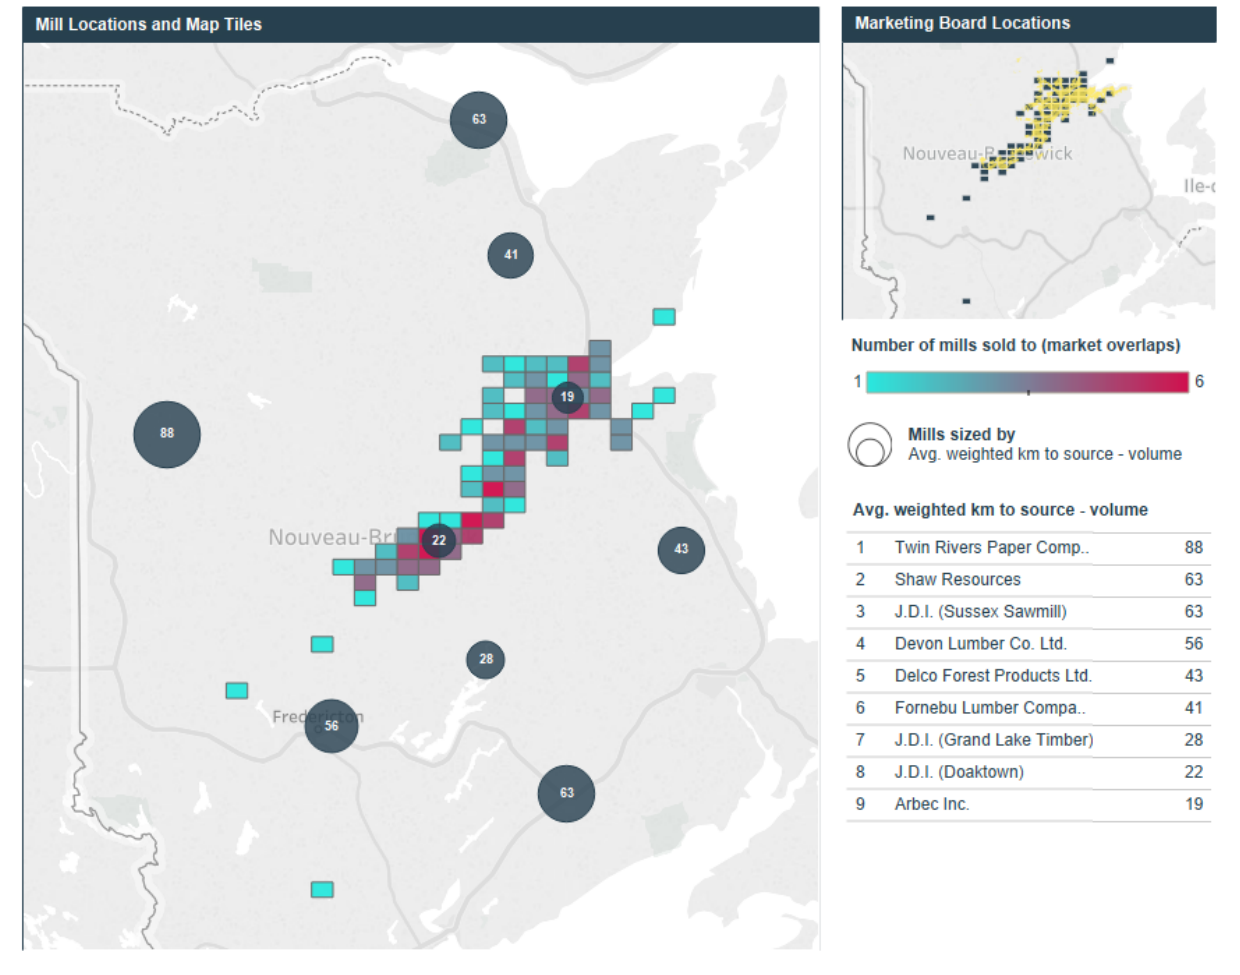 Mill Locations and Map Tiles
63
41
19
88
Nouveau-Br
22
43
28
Fredericton
56
63
Marketing Board Locations
Nouveau-B swick
Ile-
Number of mills sold to (market overlaps)
1 6
Mills sized by
Avg. weighted km to source - volume
Avg. weighted km to source - volume
1 Twin Rivers Paper Comp.. 88
2 Shaw Resources 63
3 J.D.I. (Sussex Sawmill) 63
4 Devon Lumber Co. Ltd. 56
5 Delco Forest Products Ltd. 43
6 Fornebu Lumber Compa.. 41
7 J.D.I. (Grand Lake Timber) 28
8 J.D.I. (Doaktown) 22
9 Arbec Inc. 19